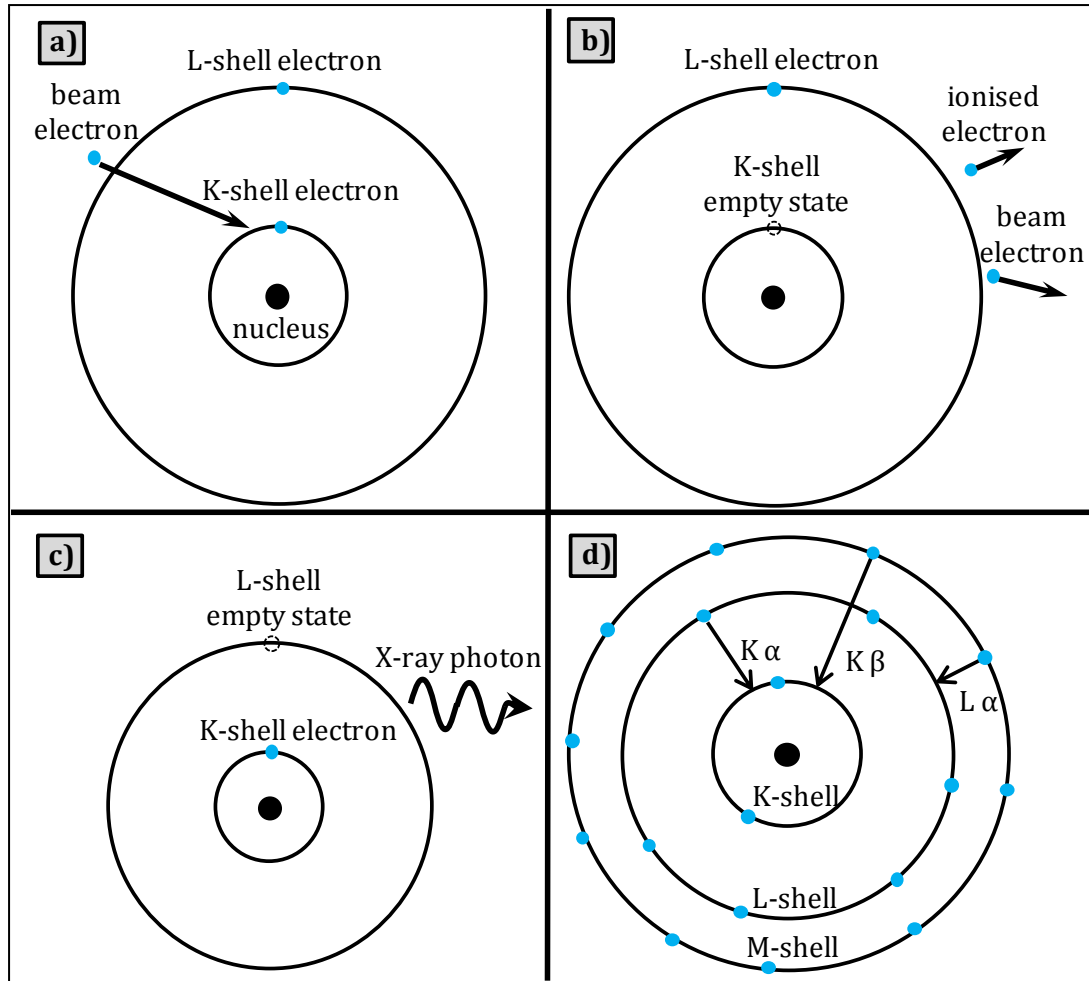 a)
L-shell electron
beam
electron
K-shell electron
nucleus
b)
L-shell electron
ionised
electron
K-shell
empty state
beam
electron
c)
L-shell
empty state
X-ray photon
K-shell electron
d)
K α
K β
L α
K-shell
L-shell
M-shell